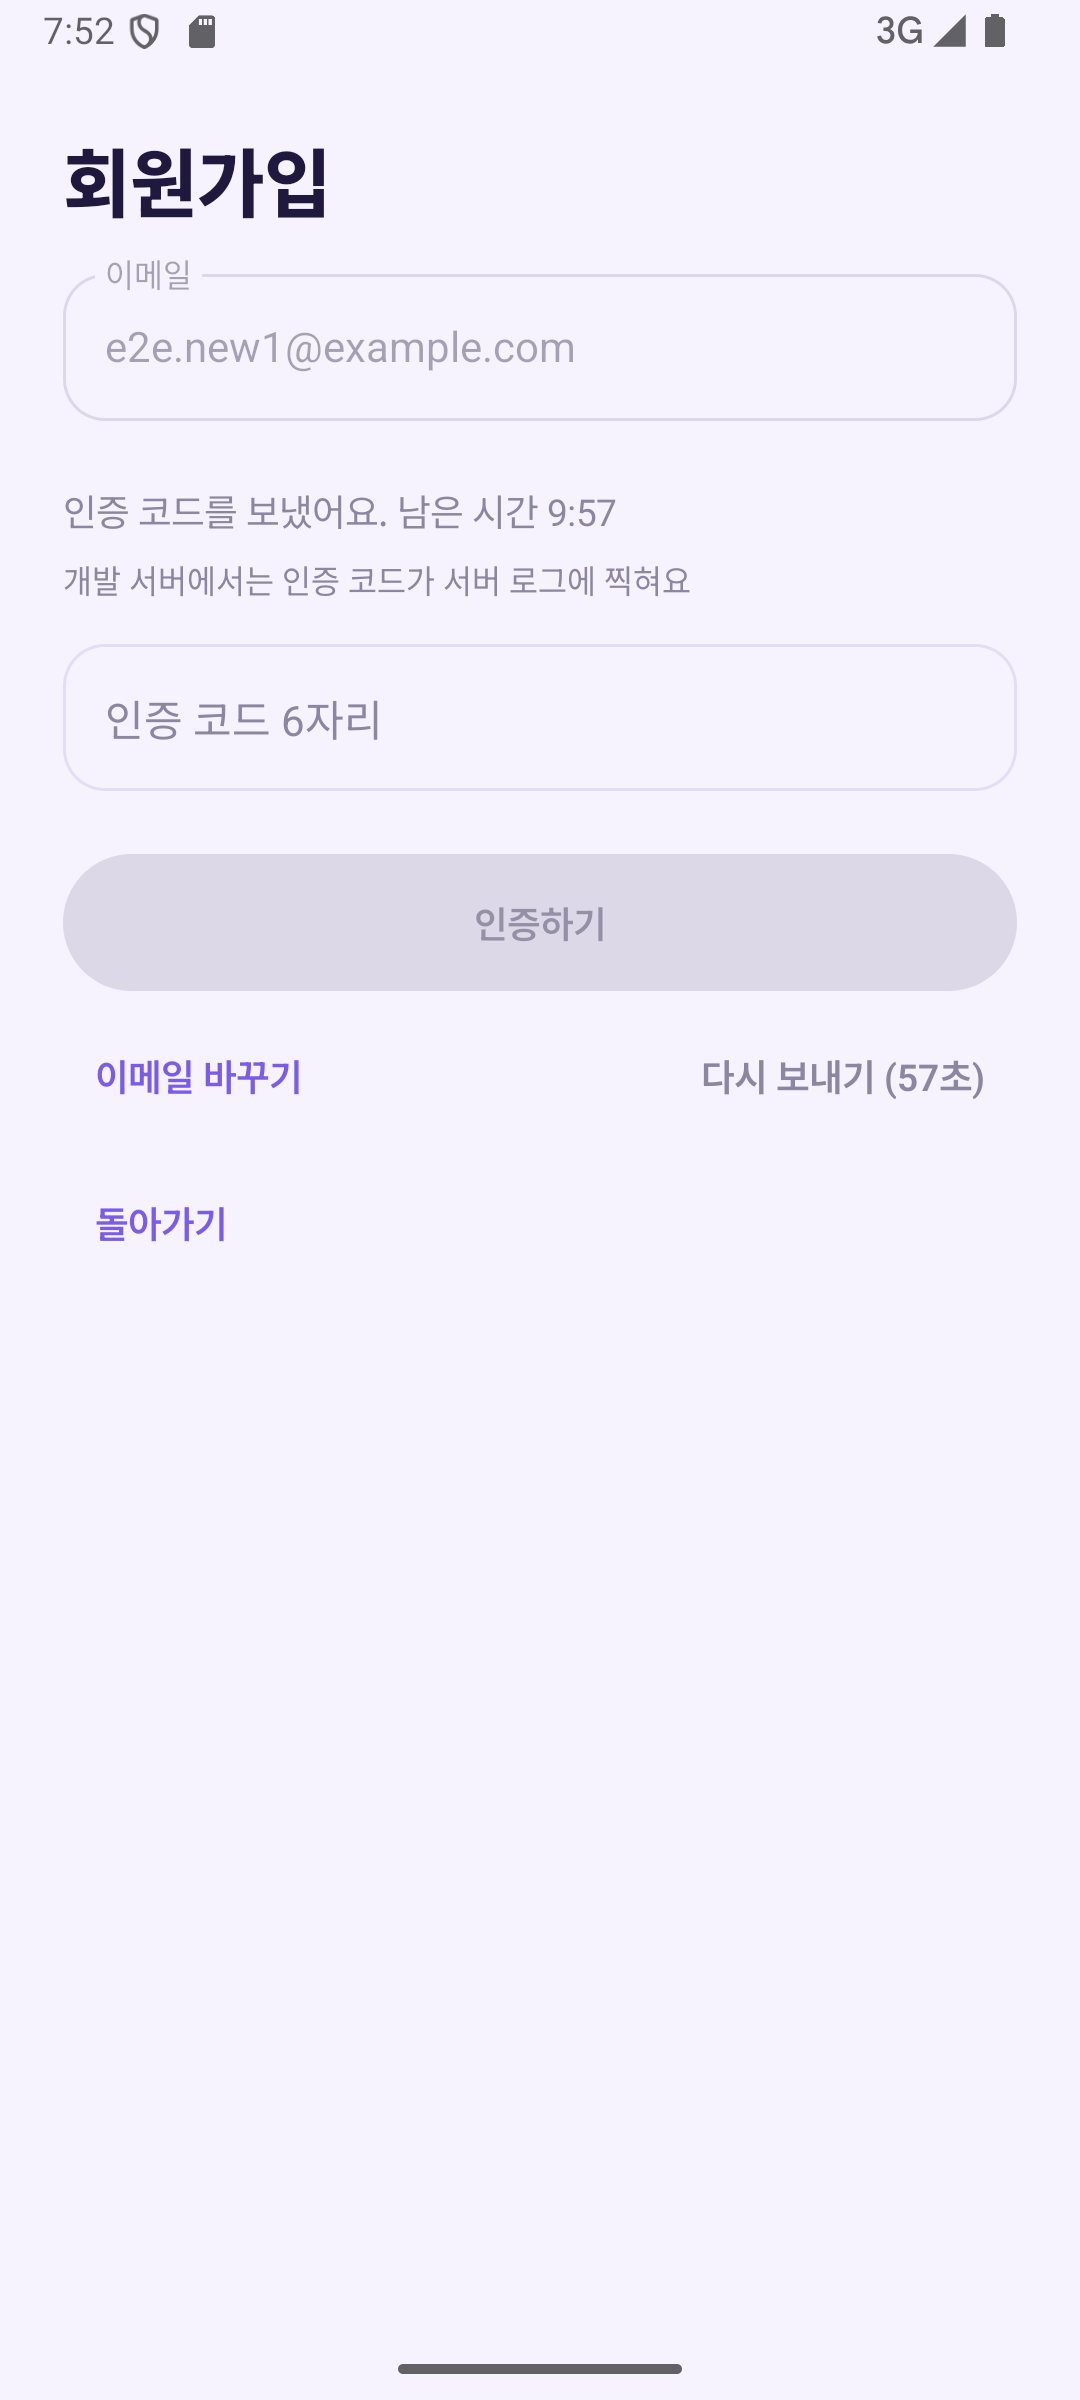 7:52 3G
회원가입
이메일
e2e.new1@example.com
인증 코드를 보냈어요. 남은 시간 9:57
개발 서버에서는 인증 코드가 서버 로그에 찍혀요
인증 코드 6자리
인증하기
이메일 바꾸기 다시 보내기 (57초)
돌아가기